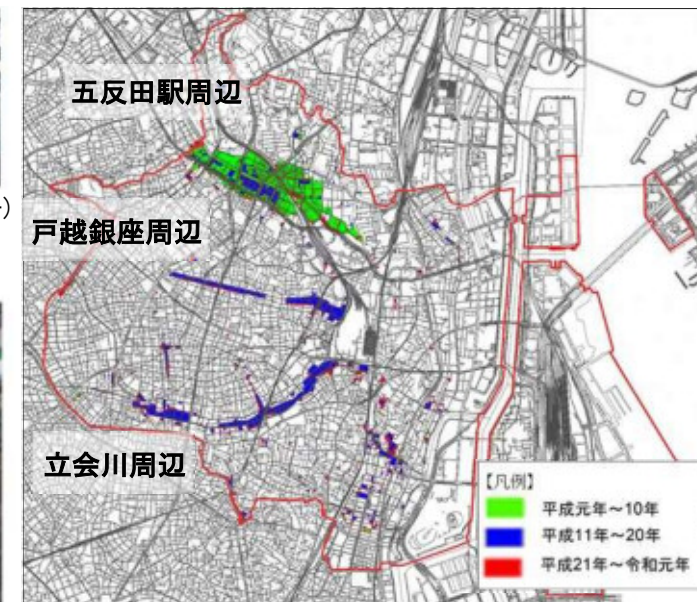 五反田駅周辺
戸越銀座周辺
立会川周辺
【凡例】
平成元年~10年
平成11年~20年
平成21年~令和元年